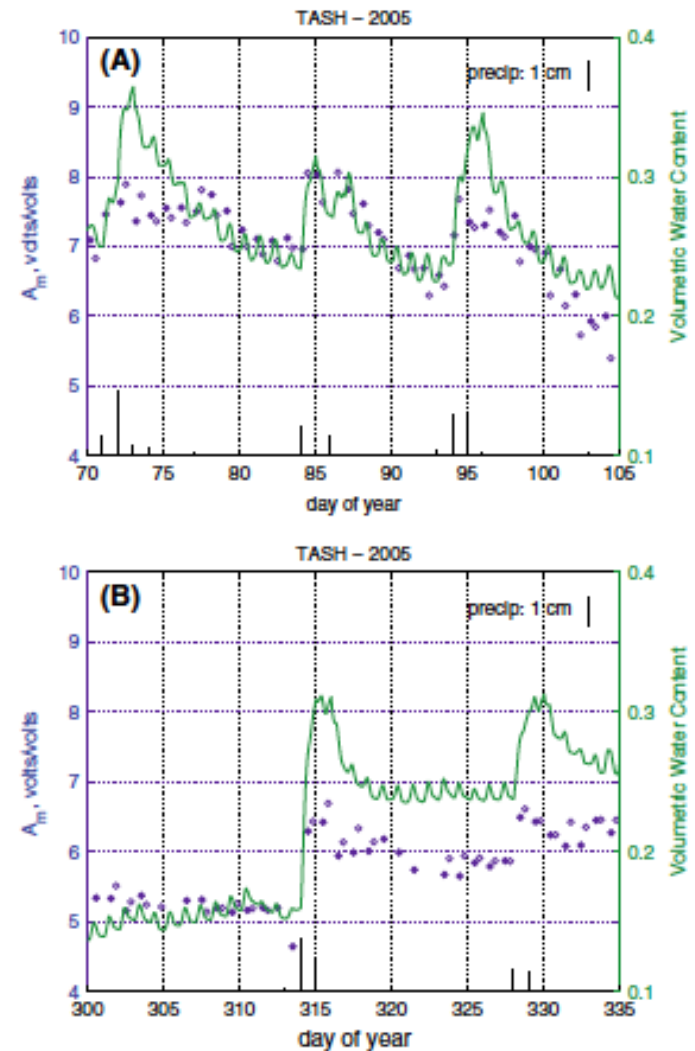 TASH – 2005
(A)
precip: 1 cm
10
9
8
7
6
5
4
A_m, volts/volts
0.4
0.3
0.2
0.1
Volumetric Water Content
70 75 80 85 90 95 100 105
day of year
TASH – 2005
(B)
precip: 1 cm
10
9
8
7
6
5
4
A_m, volts/volts
0.4
0.3
0.2
0.1
Volumetric Water Content
300 305 310 315 320 325 330 335
day of year